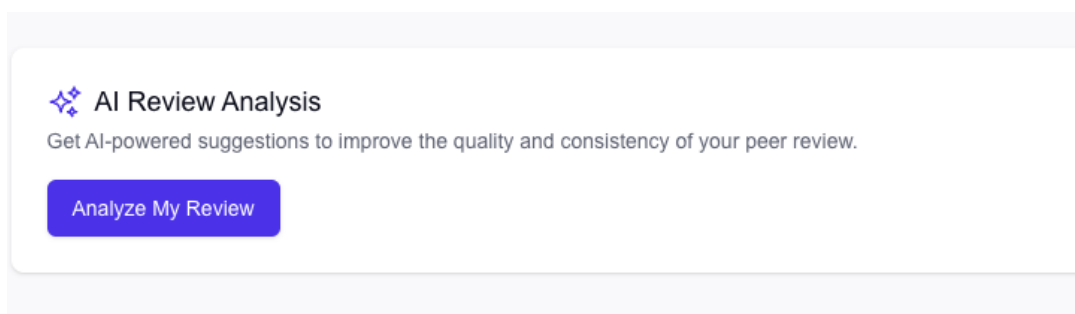 AI Review Analysis
Get AI-powered suggestions to improve the quality and consistency of your peer review.
Analyze My Review